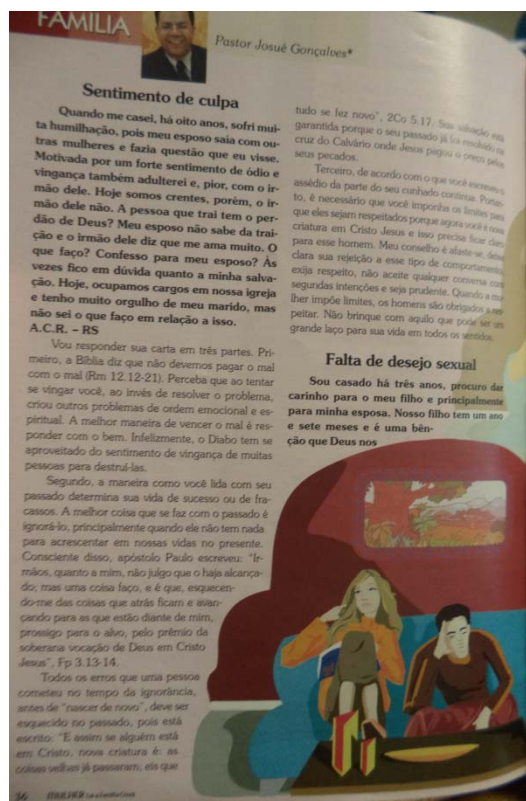 FAMÍLIA
Pastor Josué Gonçalves*
Sentimento de culpa
Quando me casei, há oito anos, sofri mui-
ta humilhação, pois meu esposo saia com ou-
tras mulheres e fazia questão que eu visse.
Motivada por um forte sentimento de ódio e
vingança também adulterei e, pior, com o ir-
mão dele. Hoje somos crentes, porém, o ir-
mão dele não. A pessoa que trai tem o per-
dão de Deus? Meu esposo não sabe da trai-
ção e o irmão dele diz que me ama muito. O
que faço? Confesso para meu esposo? Às
vezes fico em dúvida quanto a minha salva-
ção. Hoje, ocupamos cargos em nossa igreja
e tenho muito orgulho de meu marido, mas
não sei o que faço em relação a isso.
A.C.R. – RS
Vou responder sua carta em três partes. Pri-
meiro, a Bíblia diz que não devemos pagar o mal
com o mal (Rm 12.12-21). Perceba que ao tentar
se vingar você, ao invés de resolver o problema,
criou outros problemas de ordem emocional e es-
piritual. A melhor maneira de vencer o mal é res-
ponder com o bem. Infelizmente, o Diabo tem se
aproveitado do sentimento de vingança de muitas
pessoas para destruí-las.
Segundo, a maneira como você lida com seu
passado determina sua vida de sucesso ou de fra-
cassos. A melhor coisa que se faz com o passado é
ignorá-lo, principalmente quando ele não tem nada
para acrescentar em nossas vidas no presente.
Consciente disso, apóstolo Paulo escreveu: "Ir-
mãos, quanto a mim, não julgo que o haja alcança-
do; mas uma coisa faço, e é que, esquecen-
do-me das coisas que atrás ficam e avan-
çando para as que estão diante de mim,
prossigo para o alvo, pelo prêmio da
soberana vocação de Deus em Cristo
Jesus", Fp 3.13-14.
Todos os erros que uma pessoa
cometeu no tempo da ignorância,
antes de "nascer de novo", deve ser
esquecido no passado, pois está
escrito: "E assim se alguém está
em Cristo, nova criatura é: as
coisas velhas já passaram; eis que
tudo se fez novo", 2Co 5.17. Sua salvação está
garantida porque o seu passado já foi resolvido na
cruz do Calvário onde Jesus pagou o preço pelos
seus pecados.
Terceiro, de acordo com o que você escreveu o
assédio da parte do seu cunhado continua. Portan-
to, é necessário que você imponha os limites para
que eles sejam respeitados porque agora você é nova
criatura em Cristo Jesus e isso precisa ficar claro
para esse homem. Meu conselho é afaste-se, deixe
clara sua rejeição a esse tipo de comportamento,
exija respeito, não aceite qualquer conversa com
segundas intenções e seja prudente. Quando a mu-
lher impõe limites, os homens são obrigados a res-
peitar. Não brinque com aquilo que pode ser um
grande laço para sua vida em todos os sentidos.
Falta de desejo sexual
Sou casado há três anos, procuro dar
carinho para o meu filho e principalmente
para minha esposa. Nosso filho tem um ano
e sete meses e é uma bên-
ção que Deus nos
36 MULHER